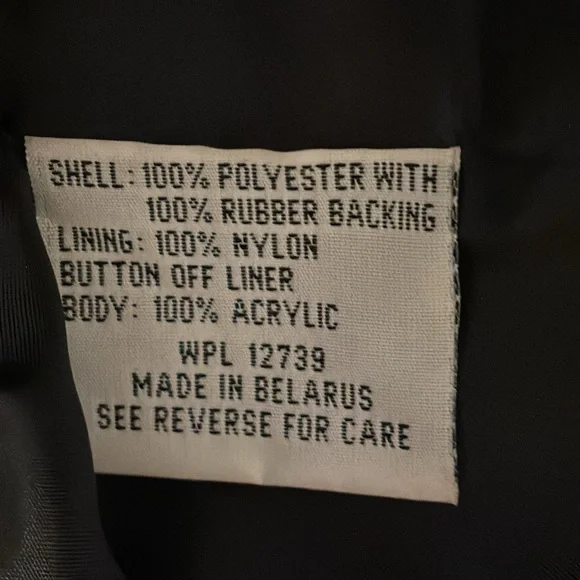 SHELL: 100% POLYESTER WITH
100% RUBBER BACKING
LINING: 100% NYLON
BUTTON OFF LINER
BODY: 100% ACRYLIC
WPL 12739
MADE IN BELARUS
SEE REVERSE FOR CARE